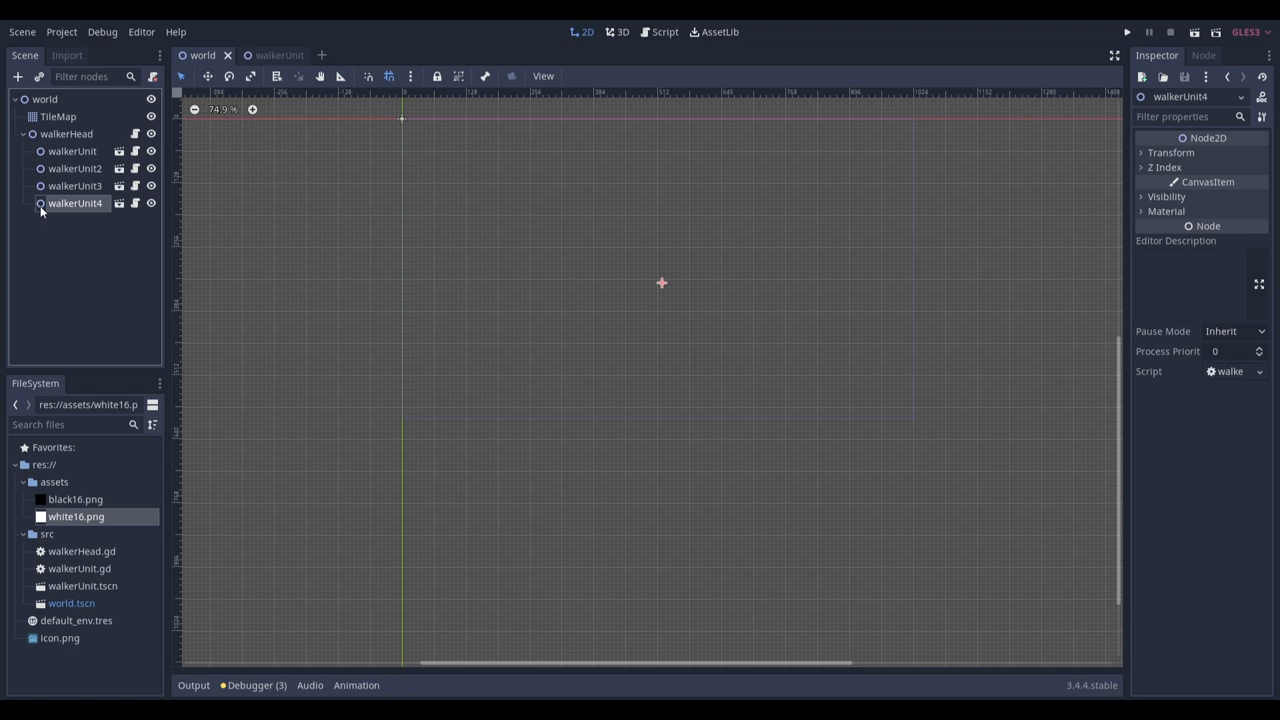 Scene Project Debug Editor Help
2D 3D Script AssetLib
GLES3
Scene Import
world walkerUnit
Inspector Node
Filter nodes
View
world
TileMap
walkerHead
walkerUnit
walkerUnit2
walkerUnit3
walkerUnit4
74.9 %
walkerUnit4
Filter properties
Node2D
Transform
Z Index
CanvasItem
Visibility
Material
Node
Editor Description
Pause Mode Inherit
Process Priorit 0
Script walke
FileSystem
res://assets/white16.p
Search files
Favorites:
res://
assets
black16.png
white16.png
src
walkerHead.gd
walkerUnit.gd
walkerUnit.tscn
world.tscn
default_env.tres
icon.png
Output Debugger (3) Audio Animation
3.4.4.stable